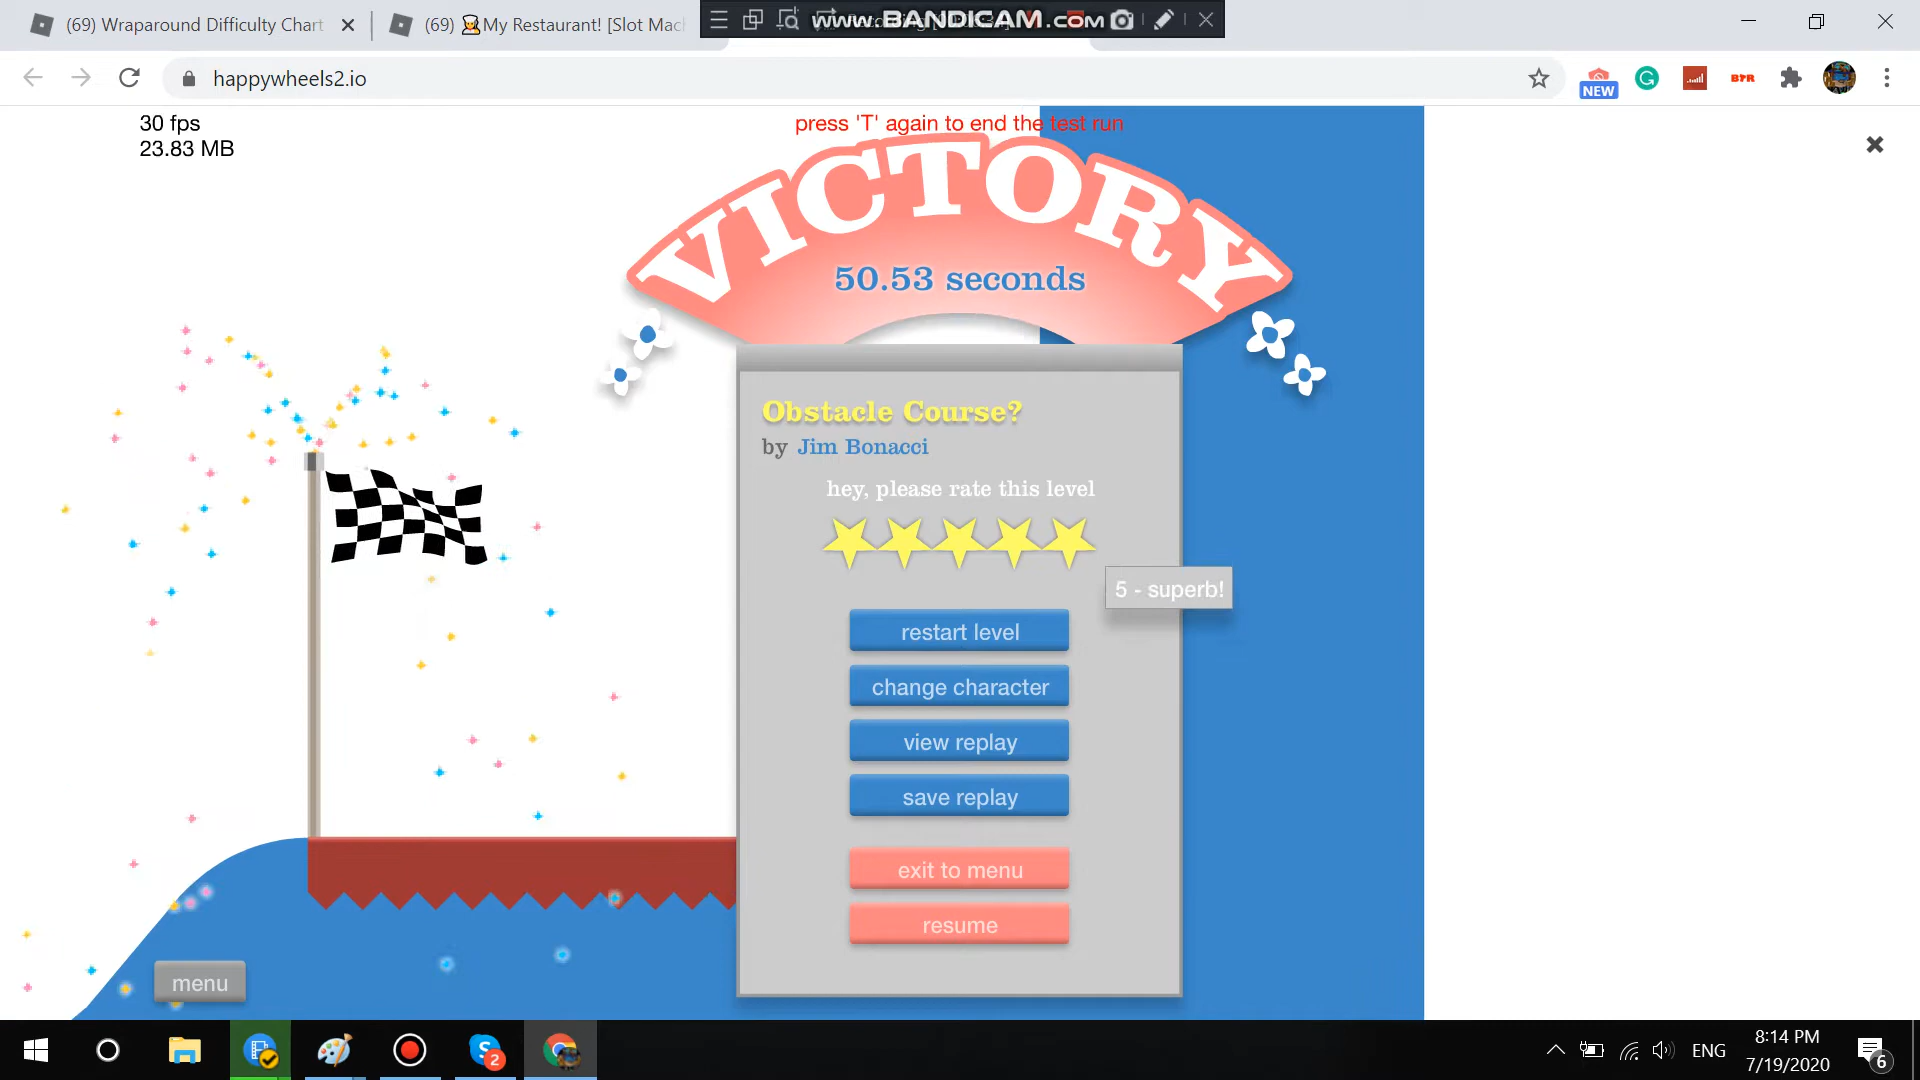 (69) Wraparound Difficulty Chart
(69) My Restaurant! [Slot Mac
www.BANDICAM.com
happywheels2.io
NEW
30 fps
23.83 MB
press 'T' again to end the test run
VICTORY
50.53 seconds
Obstacle Course?
by Jim Bonacci
hey, please rate this level
5 - superb!
restart level
change character
view replay
save replay
exit to menu
resume
menu
2
ENG
8:14 PM
7/19/2020
6